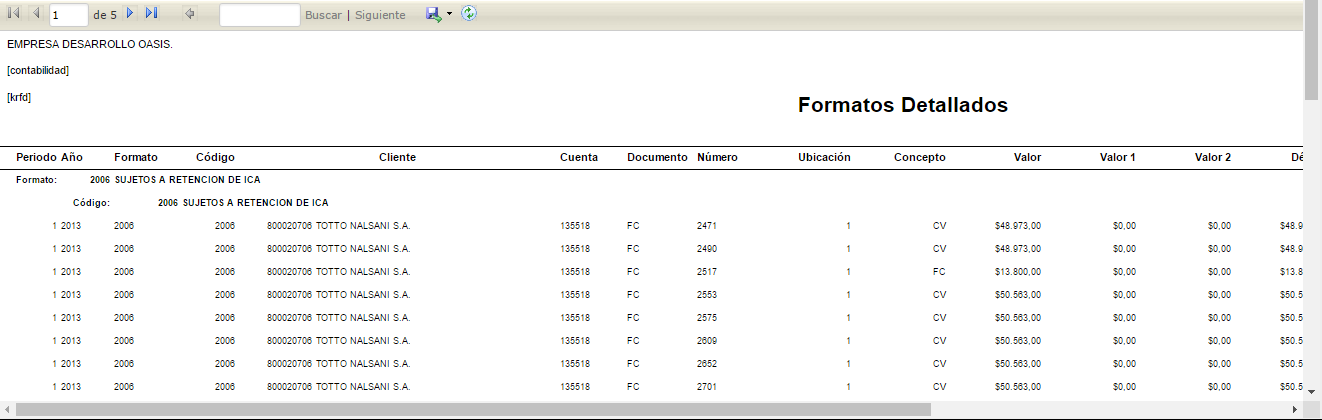 1 de 5 Buscar | Siguiente
EMPRESA DESARROLLO OASIS.
[contabilidad]
[krfd]
Formatos Detallados
Periodo Año Formato Código Cliente Cuenta Documento Número Ubicación Concepto Valor Valor 1 Valor 2 Dé
Formato: 2006 SUJETOS A RETENCION DE ICA
Código: 2006 SUJETOS A RETENCION DE ICA
1 2013 2006 2006 800020706 TOTTO NALSANI S.A. 135518 FC 2471 1 CV $48.973,00 $0,00 $0,00 $48.9
1 2013 2006 2006 800020706 TOTTO NALSANI S.A. 135518 FC 2490 1 CV $48.973,00 $0,00 $0,00 $48.9
1 2013 2006 2006 800020706 TOTTO NALSANI S.A. 135518 FC 2517 1 FC $13.800,00 $0,00 $0,00 $13.8
1 2013 2006 2006 800020706 TOTTO NALSANI S.A. 135518 FC 2553 1 CV $50.563,00 $0,00 $0,00 $50.5
1 2013 2006 2006 800020706 TOTTO NALSANI S.A. 135518 FC 2575 1 CV $50.563,00 $0,00 $0,00 $50.5
1 2013 2006 2006 800020706 TOTTO NALSANI S.A. 135518 FC 2609 1 CV $50.563,00 $0,00 $0,00 $50.5
1 2013 2006 2006 800020706 TOTTO NALSANI S.A. 135518 FC 2652 1 CV $50.563,00 $0,00 $0,00 $50.5
1 2013 2006 2006 800020706 TOTTO NALSANI S.A. 135518 FC 2701 1 CV $50.563,00 $0,00 $0,00 $50.5